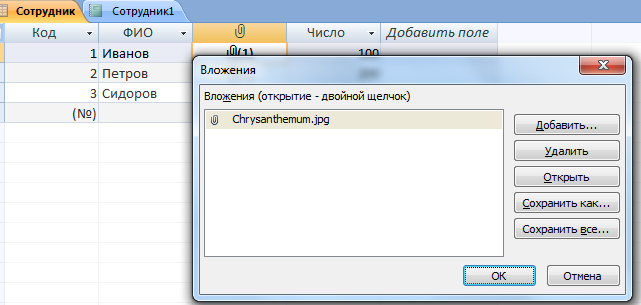 Сотрудник Сотрудник1
Код ФИО Число Добавить поле
1 Иванов (1) 100
2 Петров
3 Сидоров
(№)
Вложения
Вложения (открытие - двойной щелчок)
Chrysanthemum.jpg
Добавить...
Удалить
Открыть
Сохранить как...
Сохранить все...
ОК Отмена